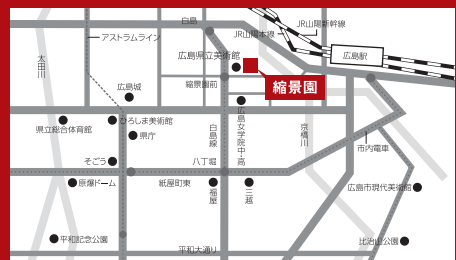 白島
JR山陽新幹線
JR山陽本線
アストラムライン
広島県立美術館
広島駅
太田川
縮景園前
縮景園
広島城
ひろしま美術館
県立総合体育館
県庁
白島線
広島女学院中高
京橋川
市内電車
そごう
八丁堀
原爆ドーム
紙屋町東
福屋
三越
広島市現代美術館
平和記念公園
平和大通り
比治山公園